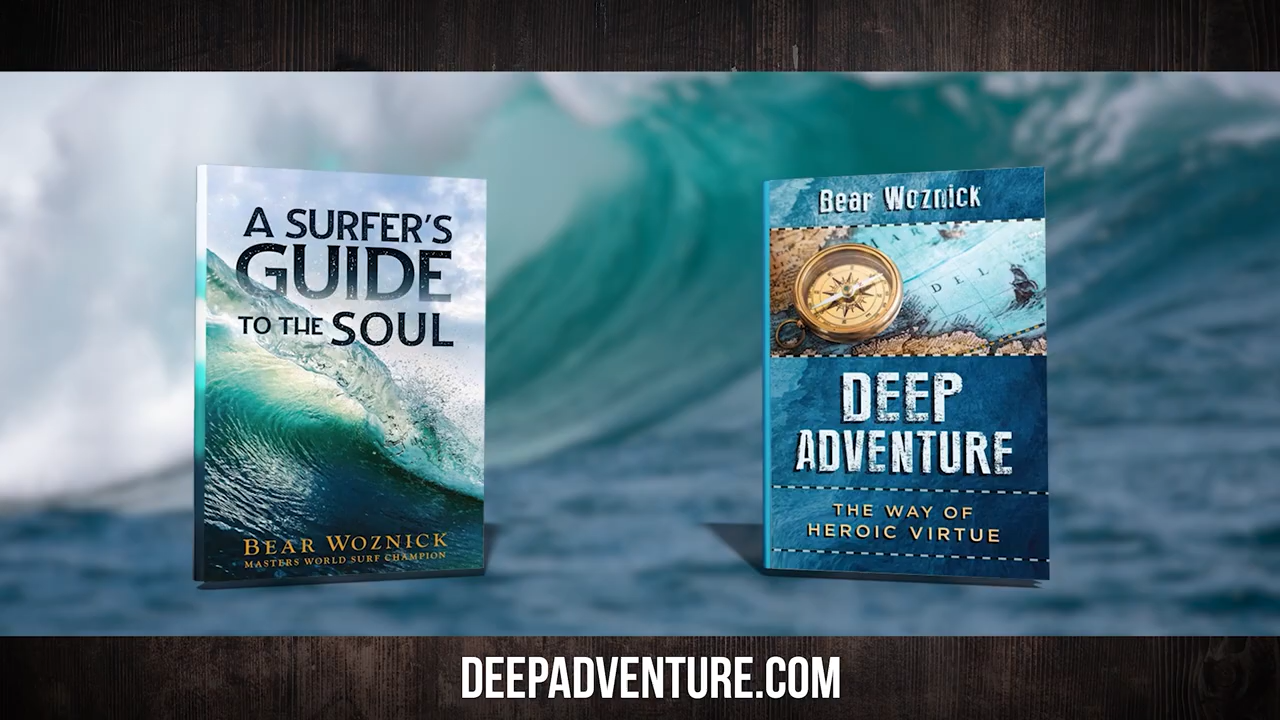 A SURFER'S
GUIDE
TO THE SOUL
BEAR WOZNICK
MASTERS WORLD SURF CHAMPION
Bear Woznick
DEL
DEEP
ADVENTURE
THE WAY OF
HEROIC VIRTUE
DEEPADVENTURE.COM